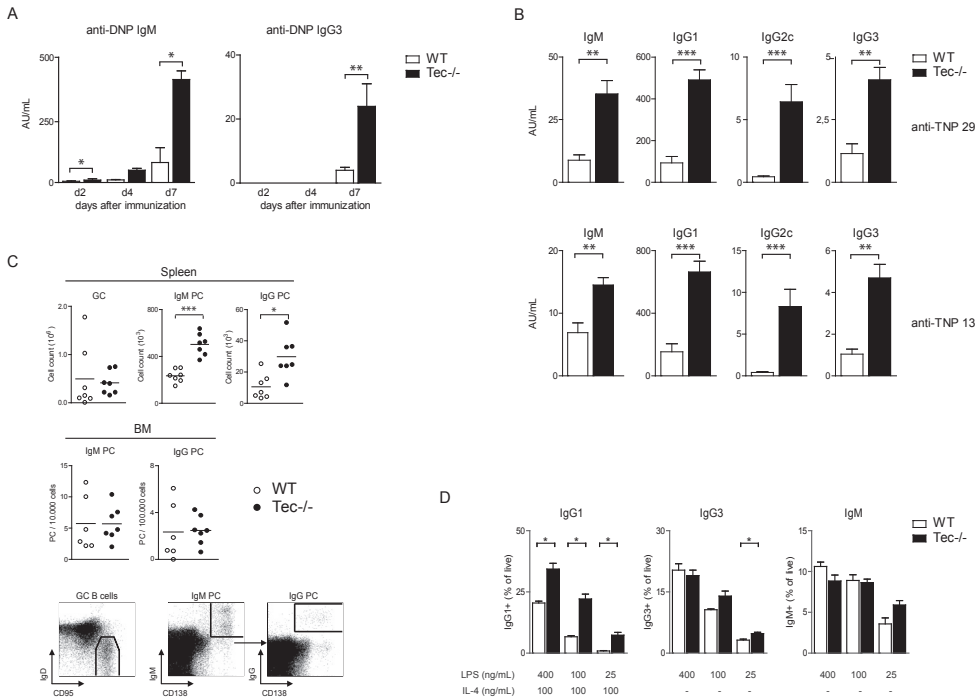 A
anti-DNP IgM
anti-DNP IgG3
WT
Tec-/-
AU/mL
500
250
0
*
*
d2 d4 d7
days after immunization
40
20
0
**
d2 d4 d7
days after immunization
B
IgM IgG1 IgG2c IgG3
WT
Tec-/-
** *** *** **
AU/mL
50
25
0
600
400
200
0
10
5
0
5
2,5
0
anti-TNP 29
IgM IgG1 IgG2c IgG3
** *** *** **
AU/mL
20
10
0
800
400
0
15
10
5
0
6
4
2
0
anti-TNP 13
C
Spleen
GC IgM PC IgG PC
Cell count (10⁶)
2.0
1.0
0.0
Cell count (10³)
800
400
0
***
Cell count (10³)
60
40
20
0
*
BM
IgM PC IgG PC
PC / 10.000 cells
15
10
5
0
PC / 100.000 cells
8
4
0
WT
Tec-/-
GC B cells IgM PC IgG PC
IgD
CD95
IgM
CD138
IgG
CD138
D
IgG1 IgG3 IgM
WT
Tec-/-
IgG1+ (% of live)
50
25
0
* * *
IgG3+ (% of live)
30
20
10
0
*
IgM+ (% of live)
15
10
5
0
LPS (ng/mL) 400 100 25 400 100 25 400 100 25
IL-4 (ng/mL) 100 100 100 - - - - - -